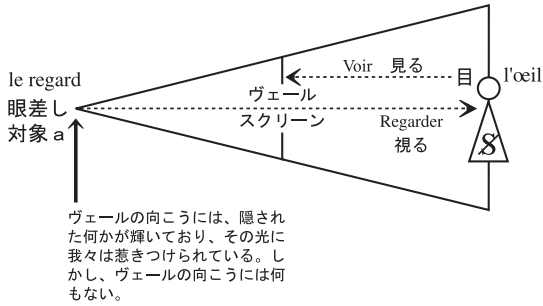 Voir 見る
目 l'œil
le regard
眼差し
対象 a
ヴェール
スクリーン
Regarder
視る
$
ヴェールの向こうには、隠され
た何かが輝いており、その光に
我々は惹きつけられている。し
かし、ヴェールの向こうには何
もない。